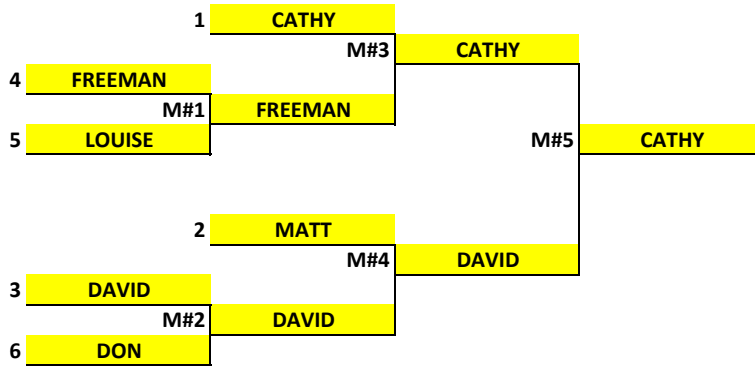 1 CATHY
M#3 CATHY
4 FREEMAN
M#1 FREEMAN
5 LOUISE
M#5 CATHY
2 MATT
M#4 DAVID
3 DAVID
M#2 DAVID
6 DON